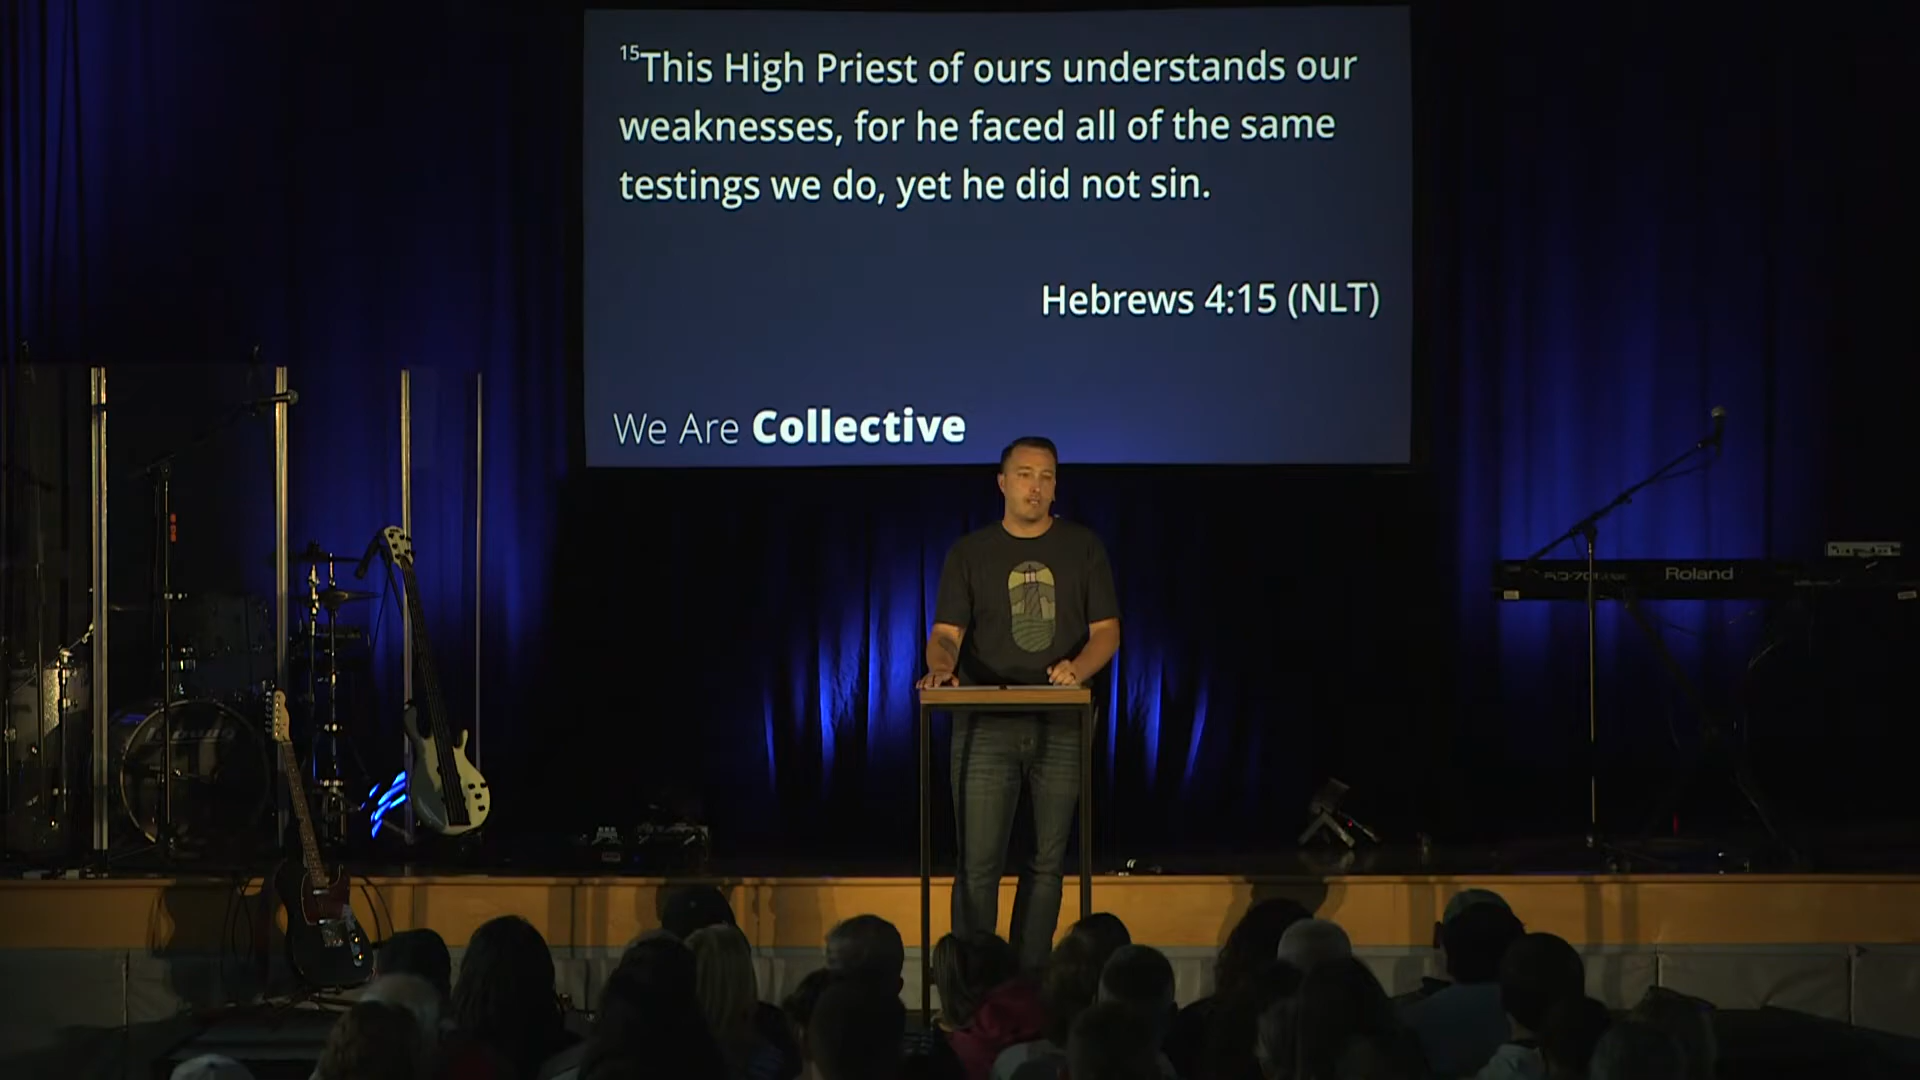 15This High Priest of ours understands our
weaknesses, for he faced all of the same
testings we do, yet he did not sin.
Hebrews 4:15 (NLT)
We Are Collective
Roland